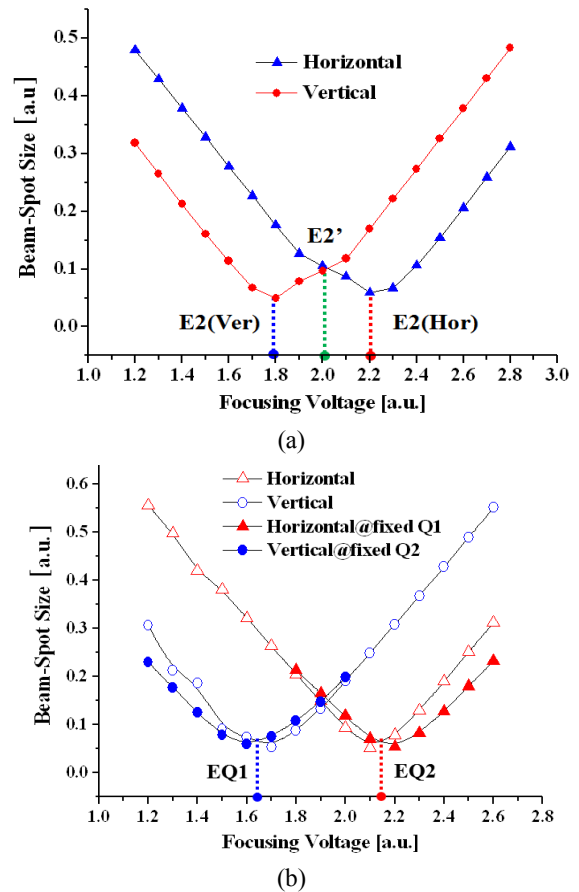 0.5
0.4
0.3
0.2
0.1
0.0
Beam-Spot Size [a.u]
Horizontal
Vertical
E2’
E2(Ver)
E2(Hor)
1.0 1.2 1.4 1.6 1.8 2.0 2.2 2.4 2.6 2.8 3.0
Focusing Voltage [a.u.]
(a)
0.6
0.5
0.4
0.3
0.2
0.1
0.0
Beam-Spot Size [a.u.]
Horizontal
Vertical
Horizontal@fixed Q1
Vertical@fixed Q2
EQ1
EQ2
1.0 1.2 1.4 1.6 1.8 2.0 2.2 2.4 2.6 2.8
Focusing Voltage [a.u.]
(b)